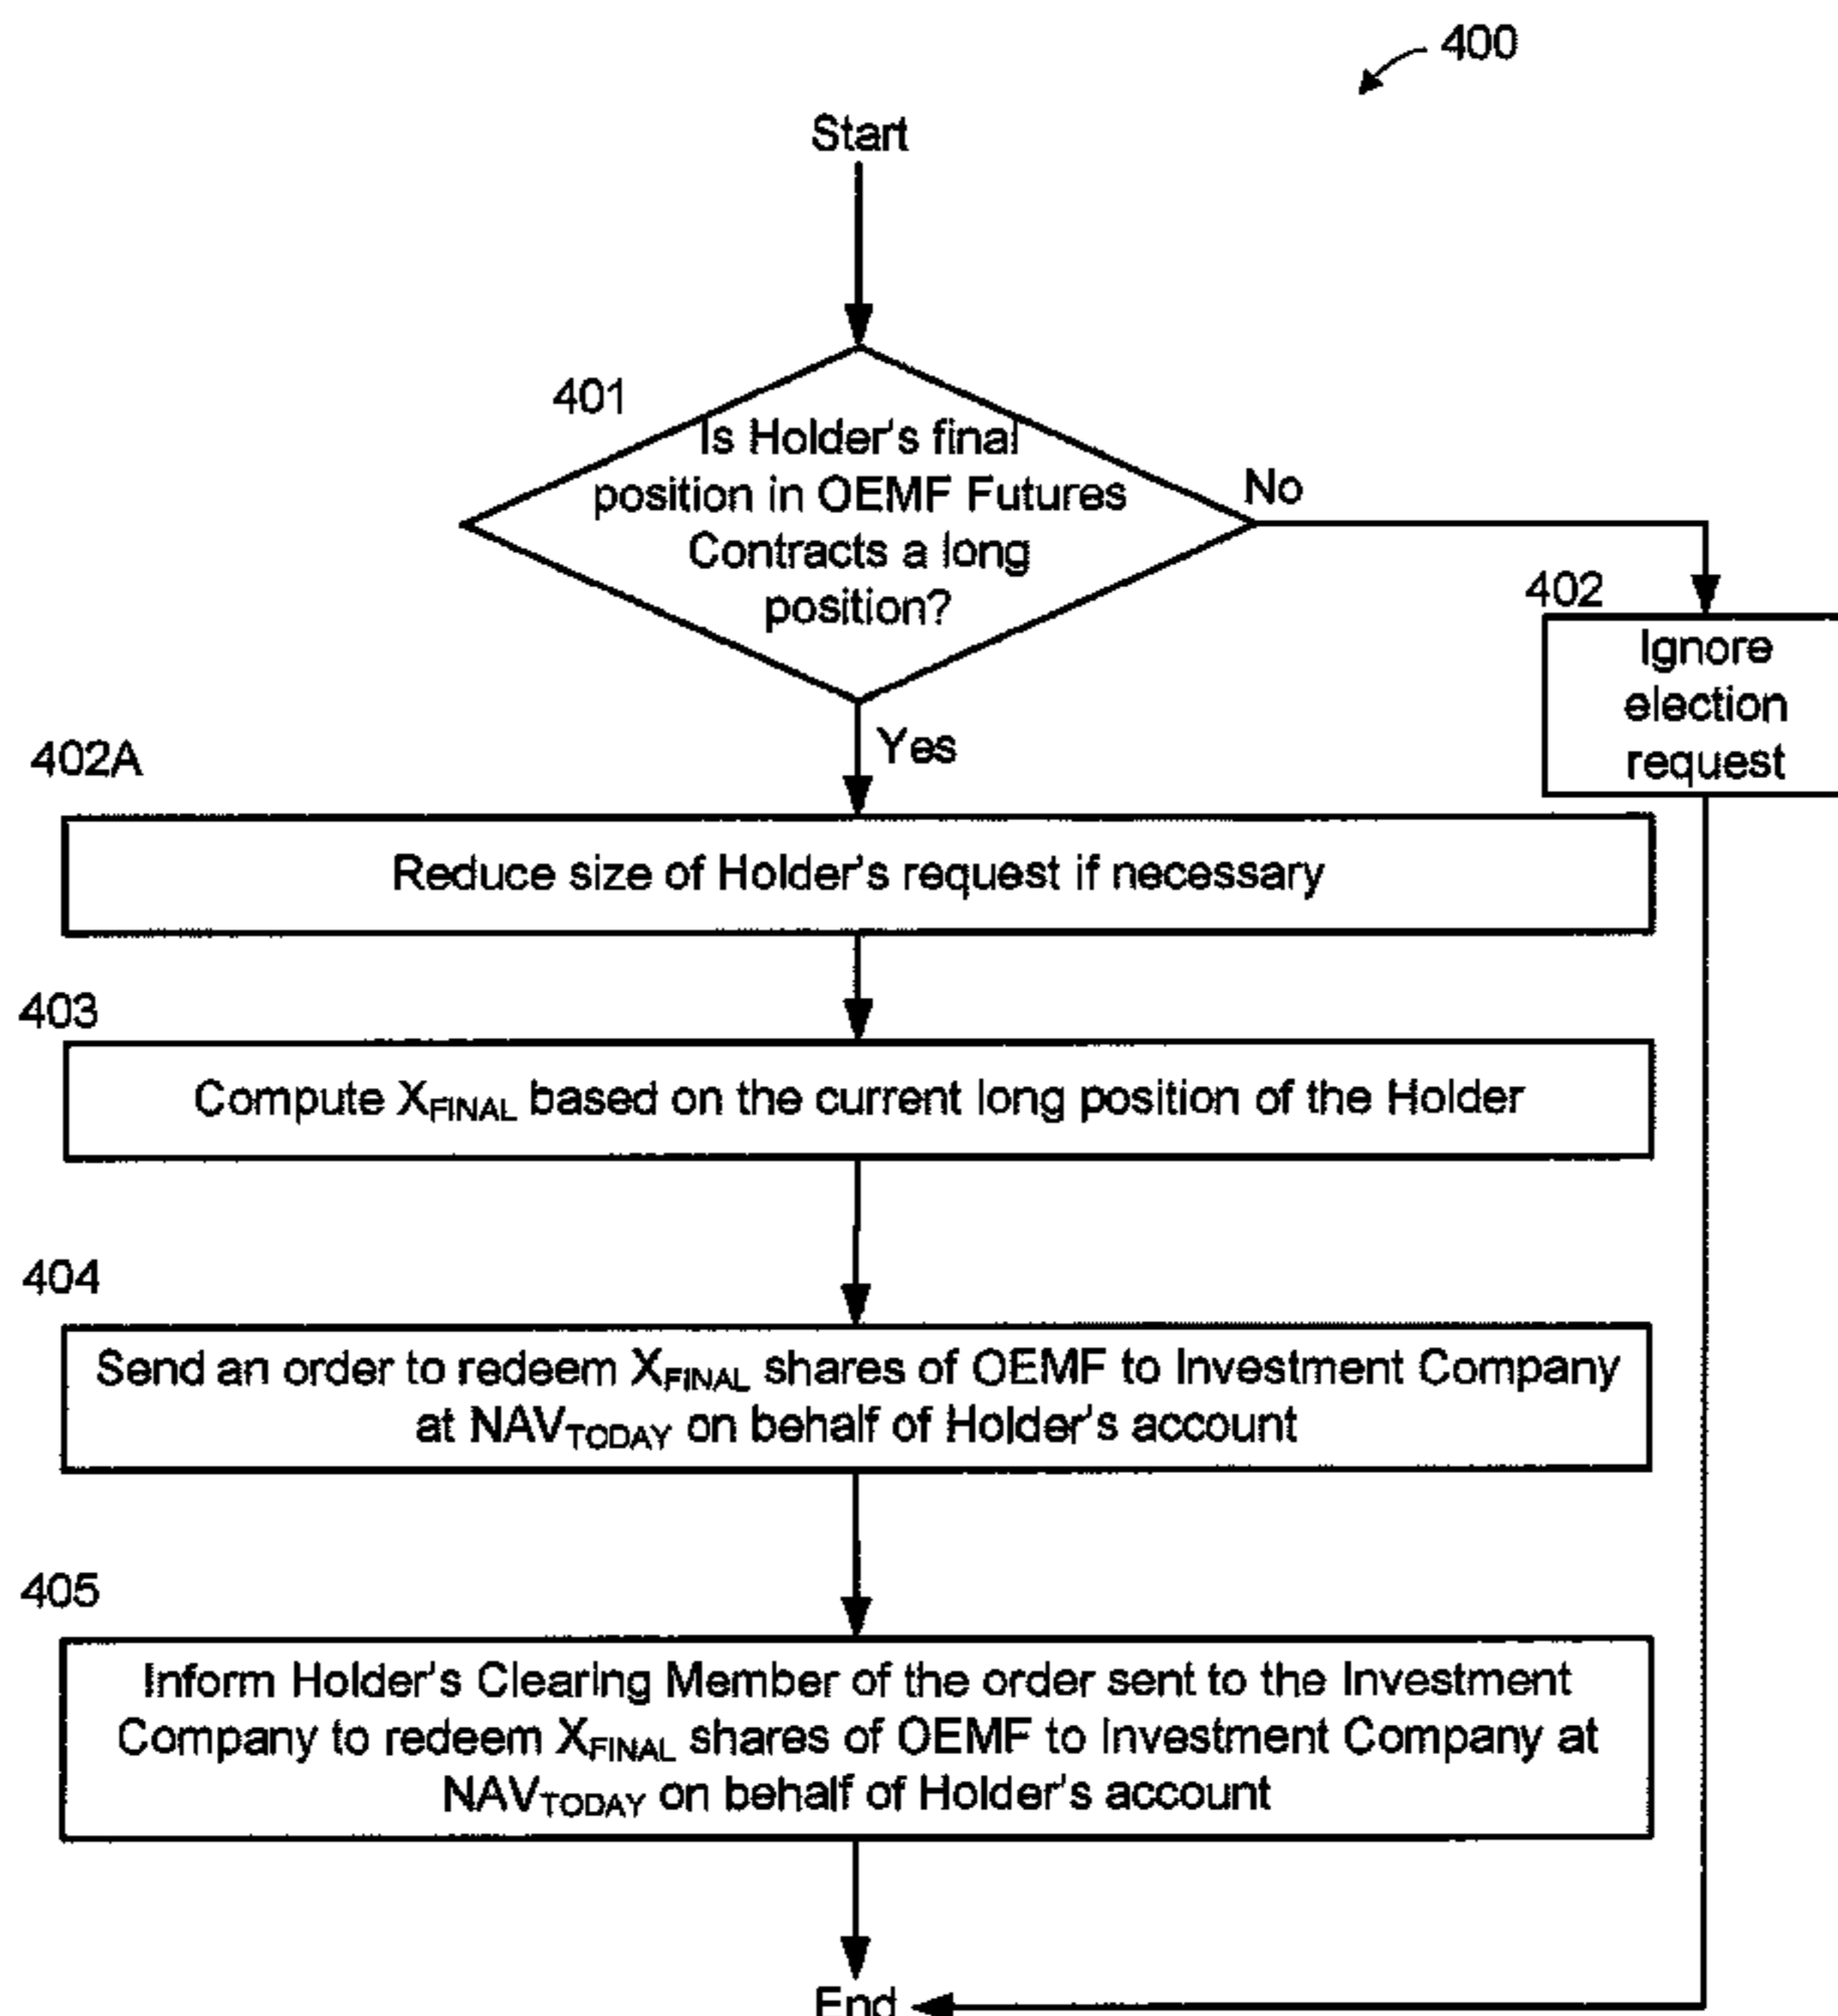 400
Start
401
Is Holder's final
position in OEMF Futures
Contracts a long
position?
No
402
Ignore
election
request
Yes
402A
Reduce size of Holder's request if necessary
403
Compute XFINAL based on the current long position of the Holder
404
Send an order to redeem XFINAL shares of OEMF to Investment Company
at NAVTODAY on behalf of Holder's account
405
Inform Holder's Clearing Member of the order sent to the Investment
Company to redeem XFINAL shares of OEMF to Investment Company at
NAVTODAY on behalf of Holder's account
End